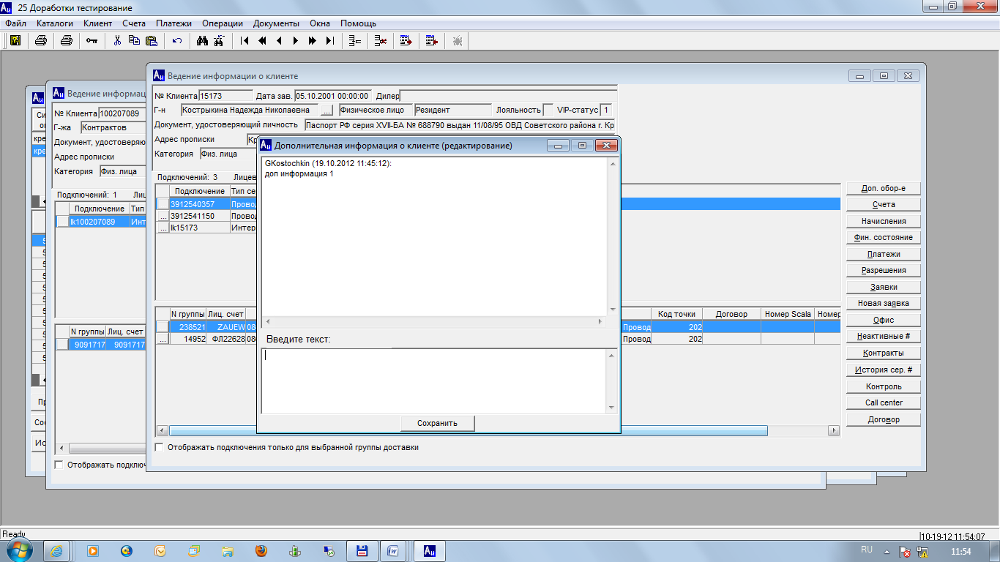 25 Доработки тестирование
Файл Каталоги Клиент Счета Платежи Операции Документы Окна Помощь
Ведение информации о клиенте
№ Клиента 15173 Дата зав. 05.10.2001 00:00:00 Дилер
Г-н Кострыкина Надежда Николаевна ... Физическое лицо Резидент Лояльность VIP-статус 1
Документ, удостоверяющий личность Паспорт РФ серия XVII-БА № 688790 выдан 11/08/95 ОВД Советского района г. Кр
Адрес прописки
Категория Физ. лица
Подключений: 3 Лицев
Подключение Тип се
3912540357 Провод
... 3912541150 Провод
... lk15173 Интер
N группы Лиц. счет Код точки Договор Номер Scala Номер
238521 ZAUEW 08 Провод 202
... 14952 ФЛ22628 08 Провод 202
Отображать подключения только для выбранной группы доставки
Доп. обор-е
Счета
Начисления
Фин. состояние
Платежи
Разрешения
Заявки
Новая заявка
Офис
Неактивные #
Контракты
История сер. #
Контроль
Call center
Договор
Дополнительная информация о клиенте (редактирование)
GKostochkin (19.10.2012 11:45:12):
доп информация 1
Введите текст:
Сохранить
Ведение информац
№ Клиента 100207089
Г-жа Контрактов
Документ, удостоверяю
Адрес прописки
Категория Физ. лица
Подключений: 1 Лиц
Подключение Тип
lk100207089 Инт
N группы Лиц. счет
9091717 9091717
Отображать подключ
Си
кре
кре
Пр
Сос
Ис
Ready
10-19-12 11:54:07
RU
11:54